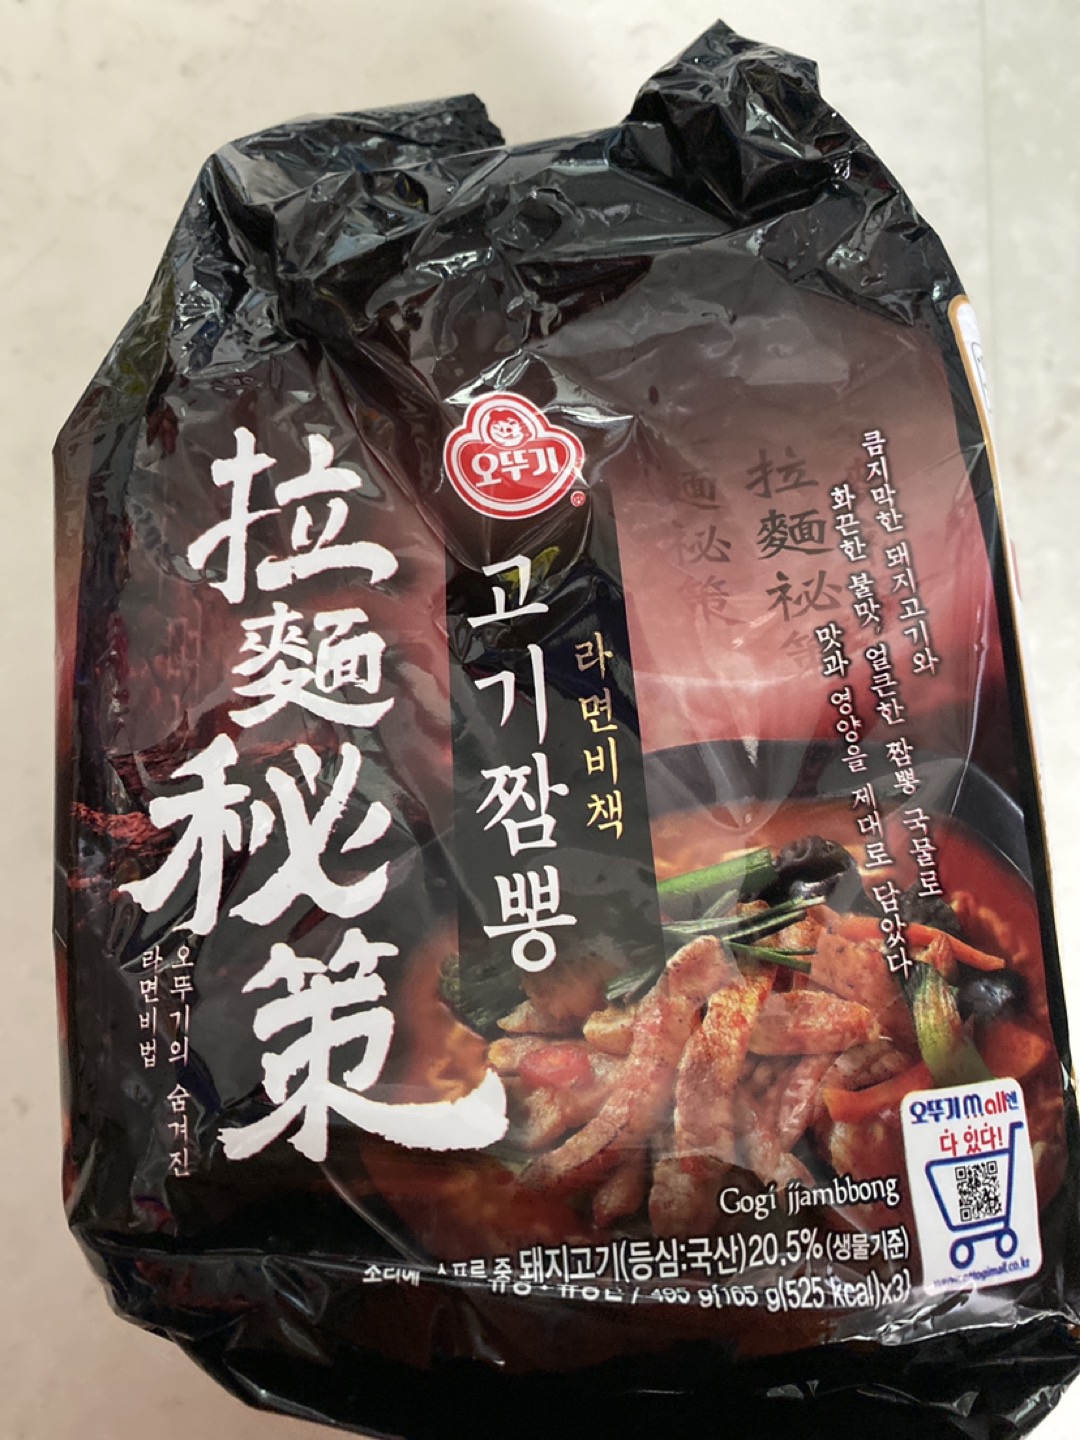 오뚜기
拉麵秘策
고기짬뽕
라면비책
오뚜기의 숨겨진
라면비법
拉麵祕策
麵祕策
큼지막한 돼지고기와
화끈한 불맛, 얼큰한 짬뽕 국물로
맛과 영양을 제대로 담았다
Gogi jjambbong
돼지고기(등심:국산)20.5%(생물기준)
495 g[165 g(525 kcal)x3]
오뚜기mall엔
다 있다!